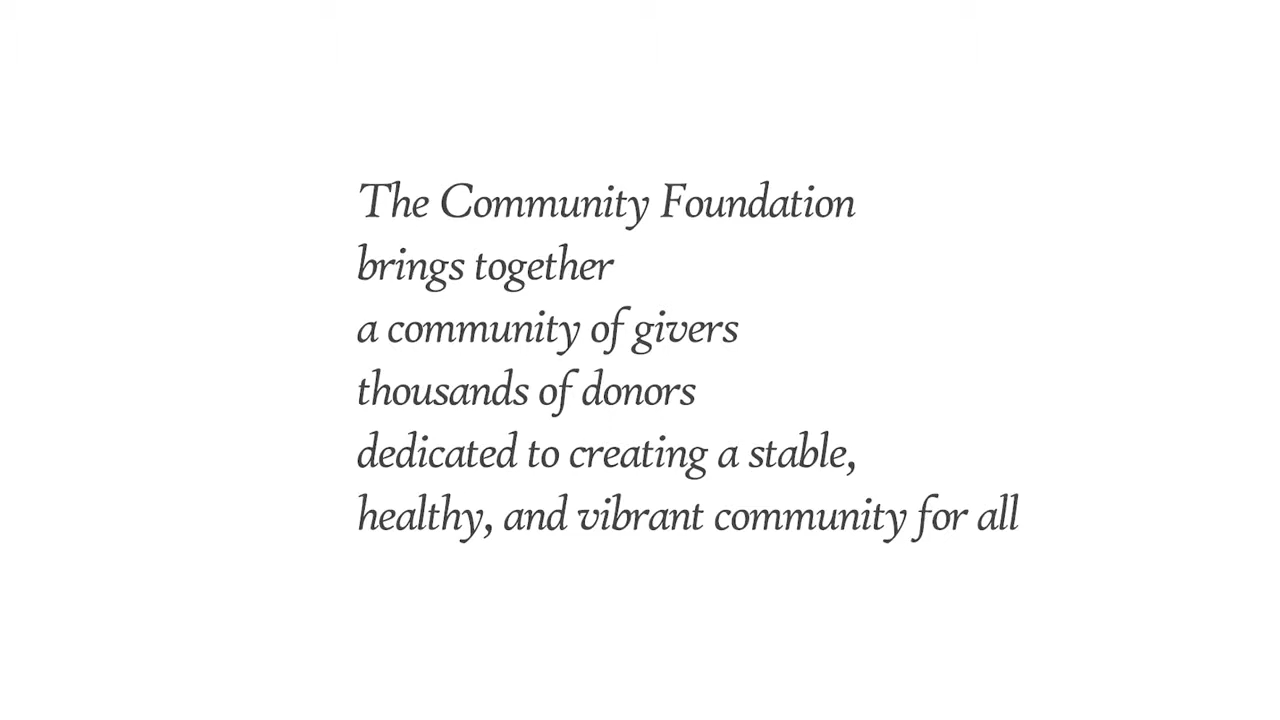 The Community Foundation
brings together
a community of givers
thousands of donors
dedicated to creating a stable,
healthy, and vibrant community for all